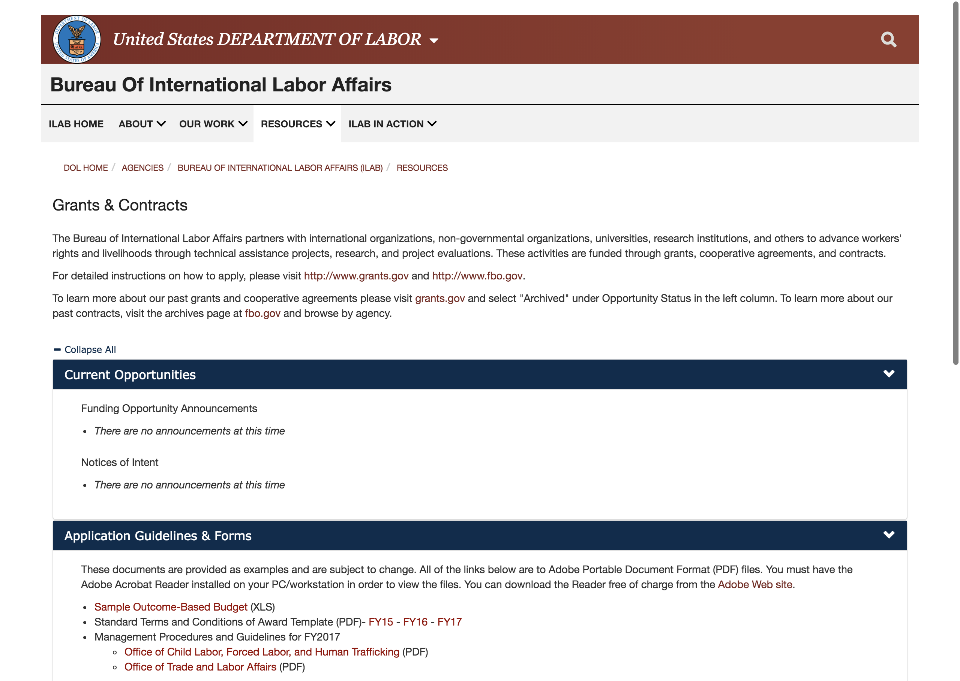 United States DEPARTMENT OF LABOR
Bureau Of International Labor Affairs
ILAB HOME ABOUT OUR WORK RESOURCES ILAB IN ACTION
DOL HOME / AGENCIES / BUREAU OF INTERNATIONAL LABOR AFFAIRS (ILAB) / RESOURCES
Grants & Contracts
The Bureau of International Labor Affairs partners with international organizations, non-governmental organizations, universities, research institutions, and others to advance workers'
rights and livelihoods through technical assistance projects, research, and project evaluations. These activities are funded through grants, cooperative agreements, and contracts.
For detailed instructions on how to apply, please visit http://www.grants.gov and http://www.fbo.gov.
To learn more about our past grants and cooperative agreements please visit grants.gov and select "Archived" under Opportunity Status in the left column. To learn more about our
past contracts, visit the archives page at fbo.gov and browse by agency.
Collapse All
Current Opportunities
Funding Opportunity Announcements
• There are no announcements at this time
Notices of Intent
• There are no announcements at this time
Application Guidelines & Forms
These documents are provided as examples and are subject to change. All of the links below are to Adobe Portable Document Format (PDF) files. You must have the
Adobe Acrobat Reader installed on your PC/workstation in order to view the files. You can download the Reader free of charge from the Adobe Web site.
• Sample Outcome-Based Budget (XLS)
• Standard Terms and Conditions of Award Template (PDF)- FY15 - FY16 - FY17
• Management Procedures and Guidelines for FY2017
◦ Office of Child Labor, Forced Labor, and Human Trafficking (PDF)
◦ Office of Trade and Labor Affairs (PDF)